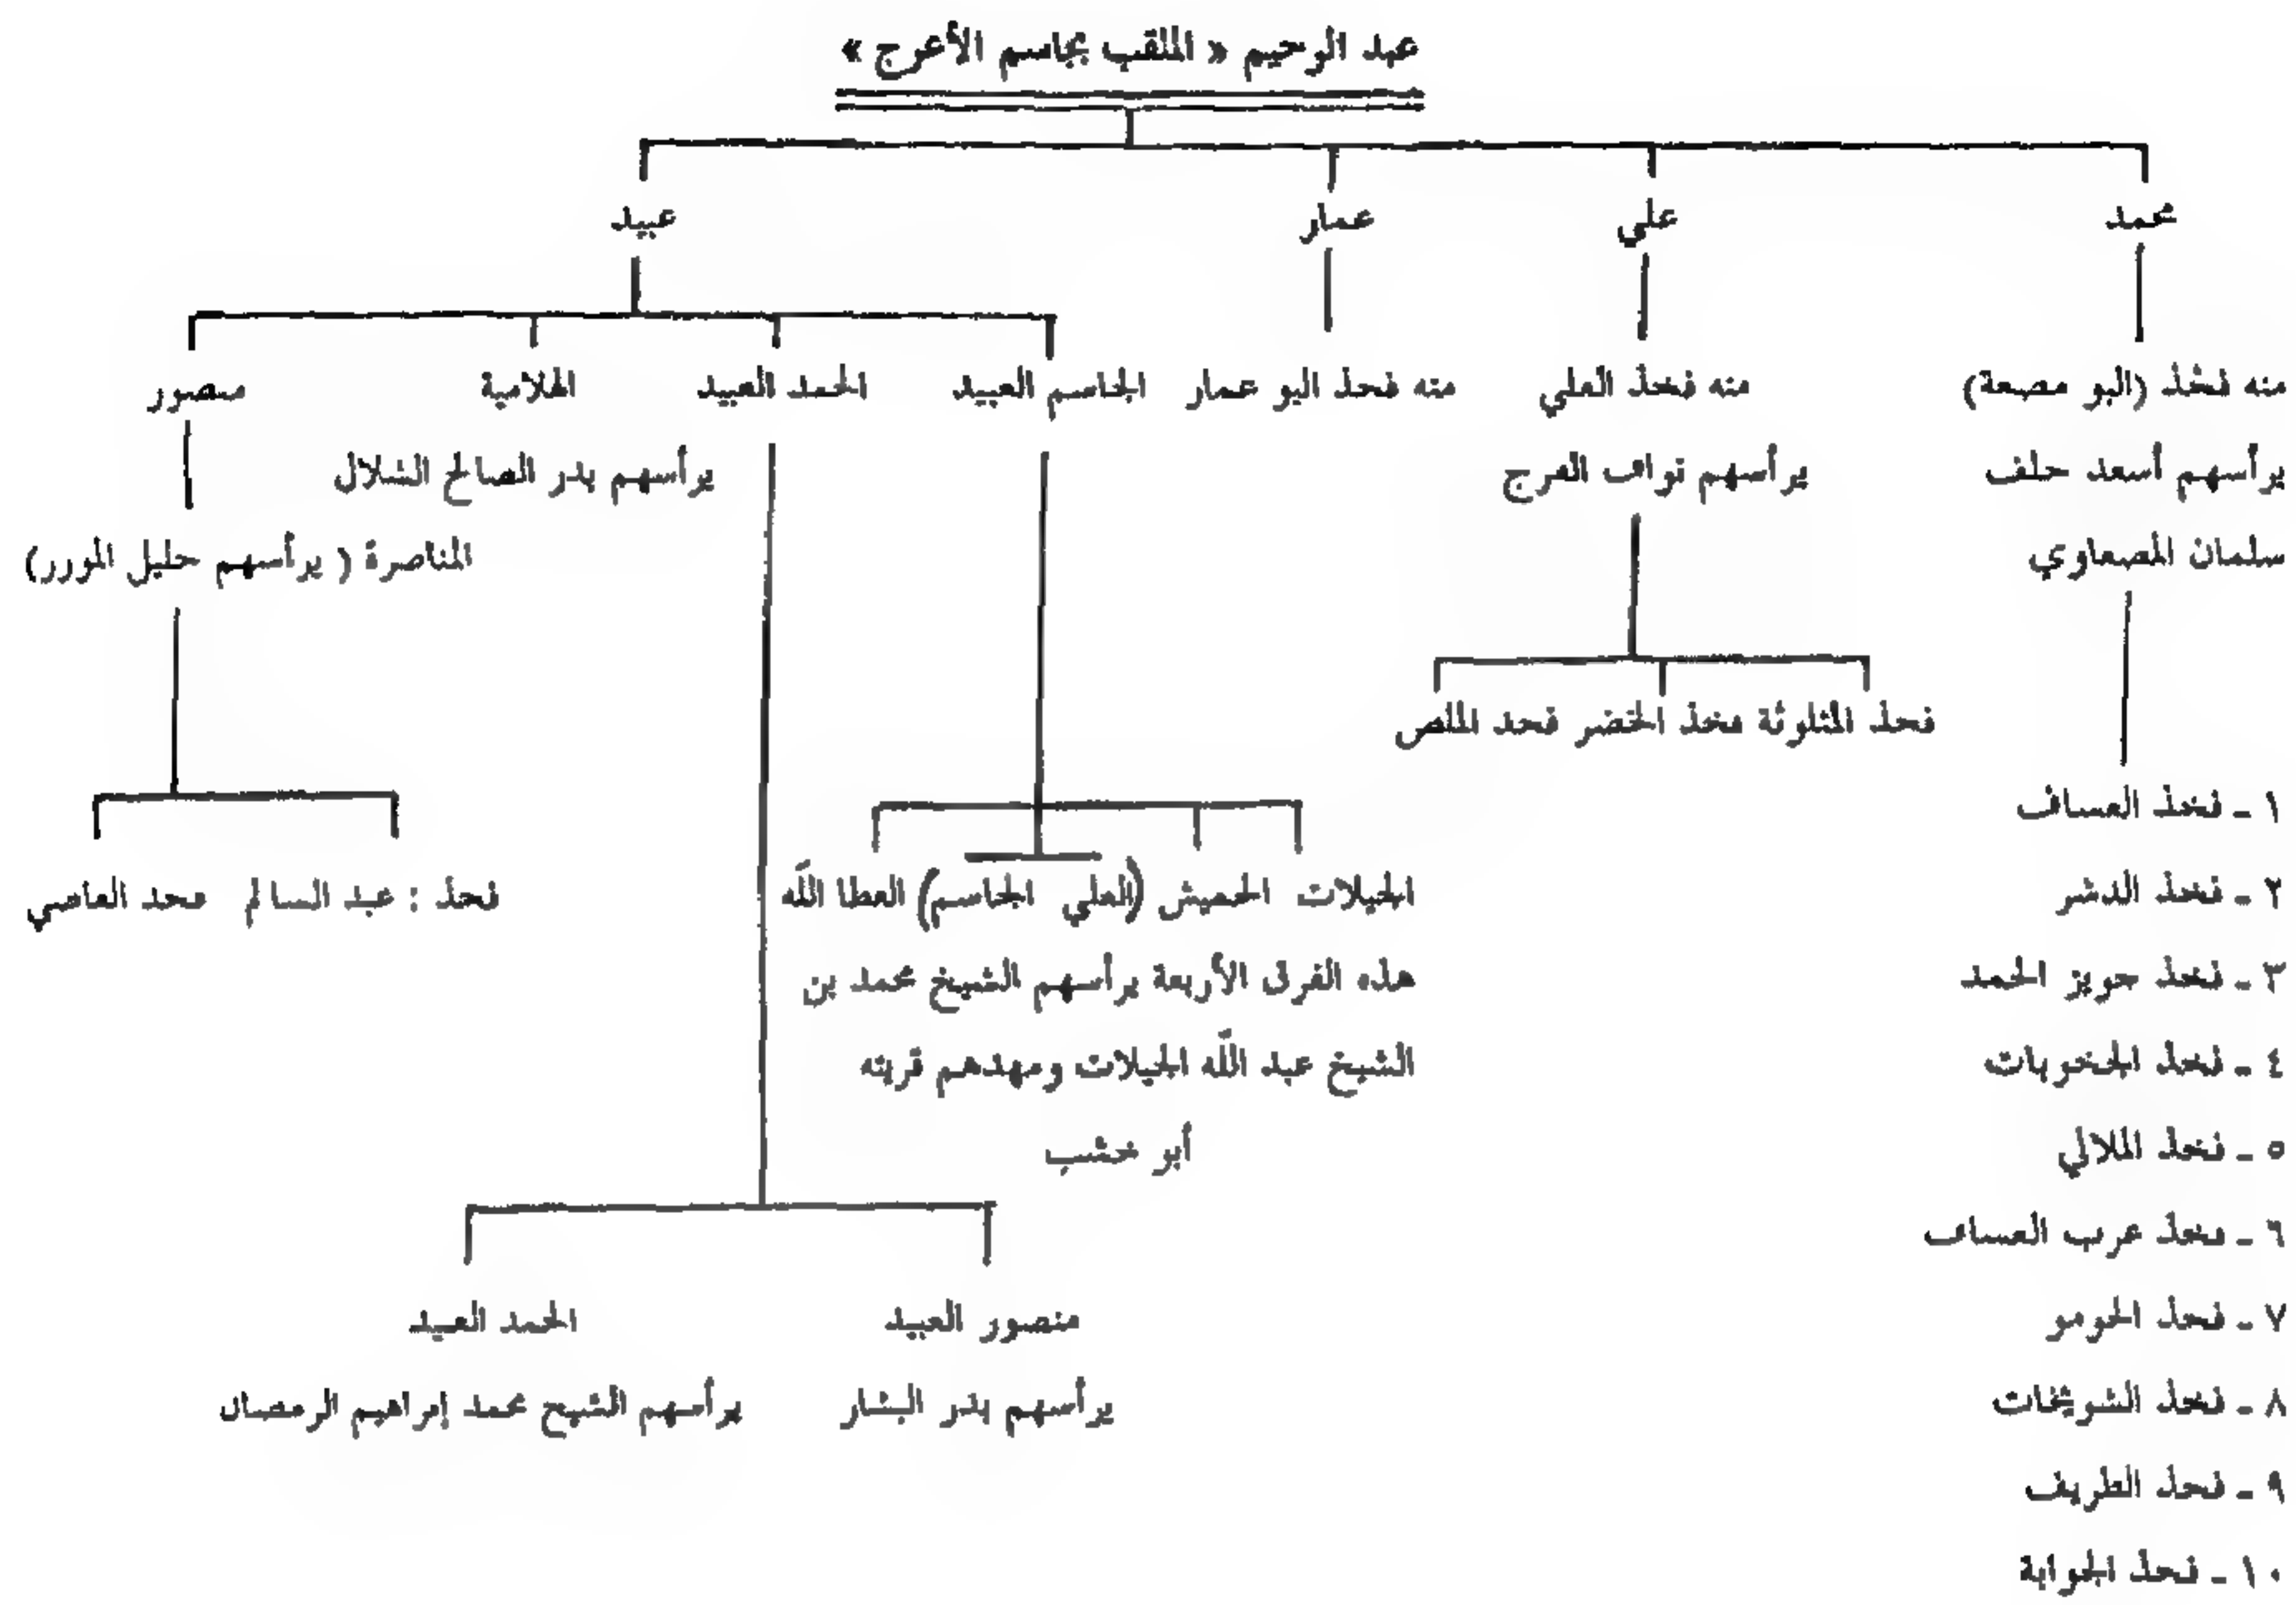 عبد الرحيم « الملقب بجاسم الأعرج »
محمد علي عمار عبيد
منه فخذ (البو مصعة) منه فخذ العلي منه فخذ البو عمار الجاسم العبيد الحمد العبيد الهلامية منصور
يرأسهم أسعد خلف يرأسهم نواف الفرج يرأسهم بدر الصالح الشلال
سلمان المصعاوي المناصرة ( يرأسهم خليل المورر)
فخذ المثلوثة فخذ الخضر فخذ الملص
١ ـ فخذ العساف
٢ ـ فخذ الدشر الجيلات الحميش (العلي الجاسم) العطا الله فخذ : عبد السالم فخذ العاصي
٣ ـ فخذ حويز الحمد هذه الفرق الأربعة يرأسهم الشيخ محمد بن
٤ ـ فخذ الشيخ عبد الله الجيلات ومهدهم قريته
٥ ـ فخذ الملالي أبو خشب
٦ ـ فخذ عرب العساف
٧ ـ فخذ الحومو منصور العبيد الحمد العبيد
٨ ـ فخذ الشويخات يرأسهم بدر البشار يرأسهم الشيخ محمد إبراهيم الرمضان
٩ ـ فخذ الطريف
١٠ ـ فخذ الجوابة